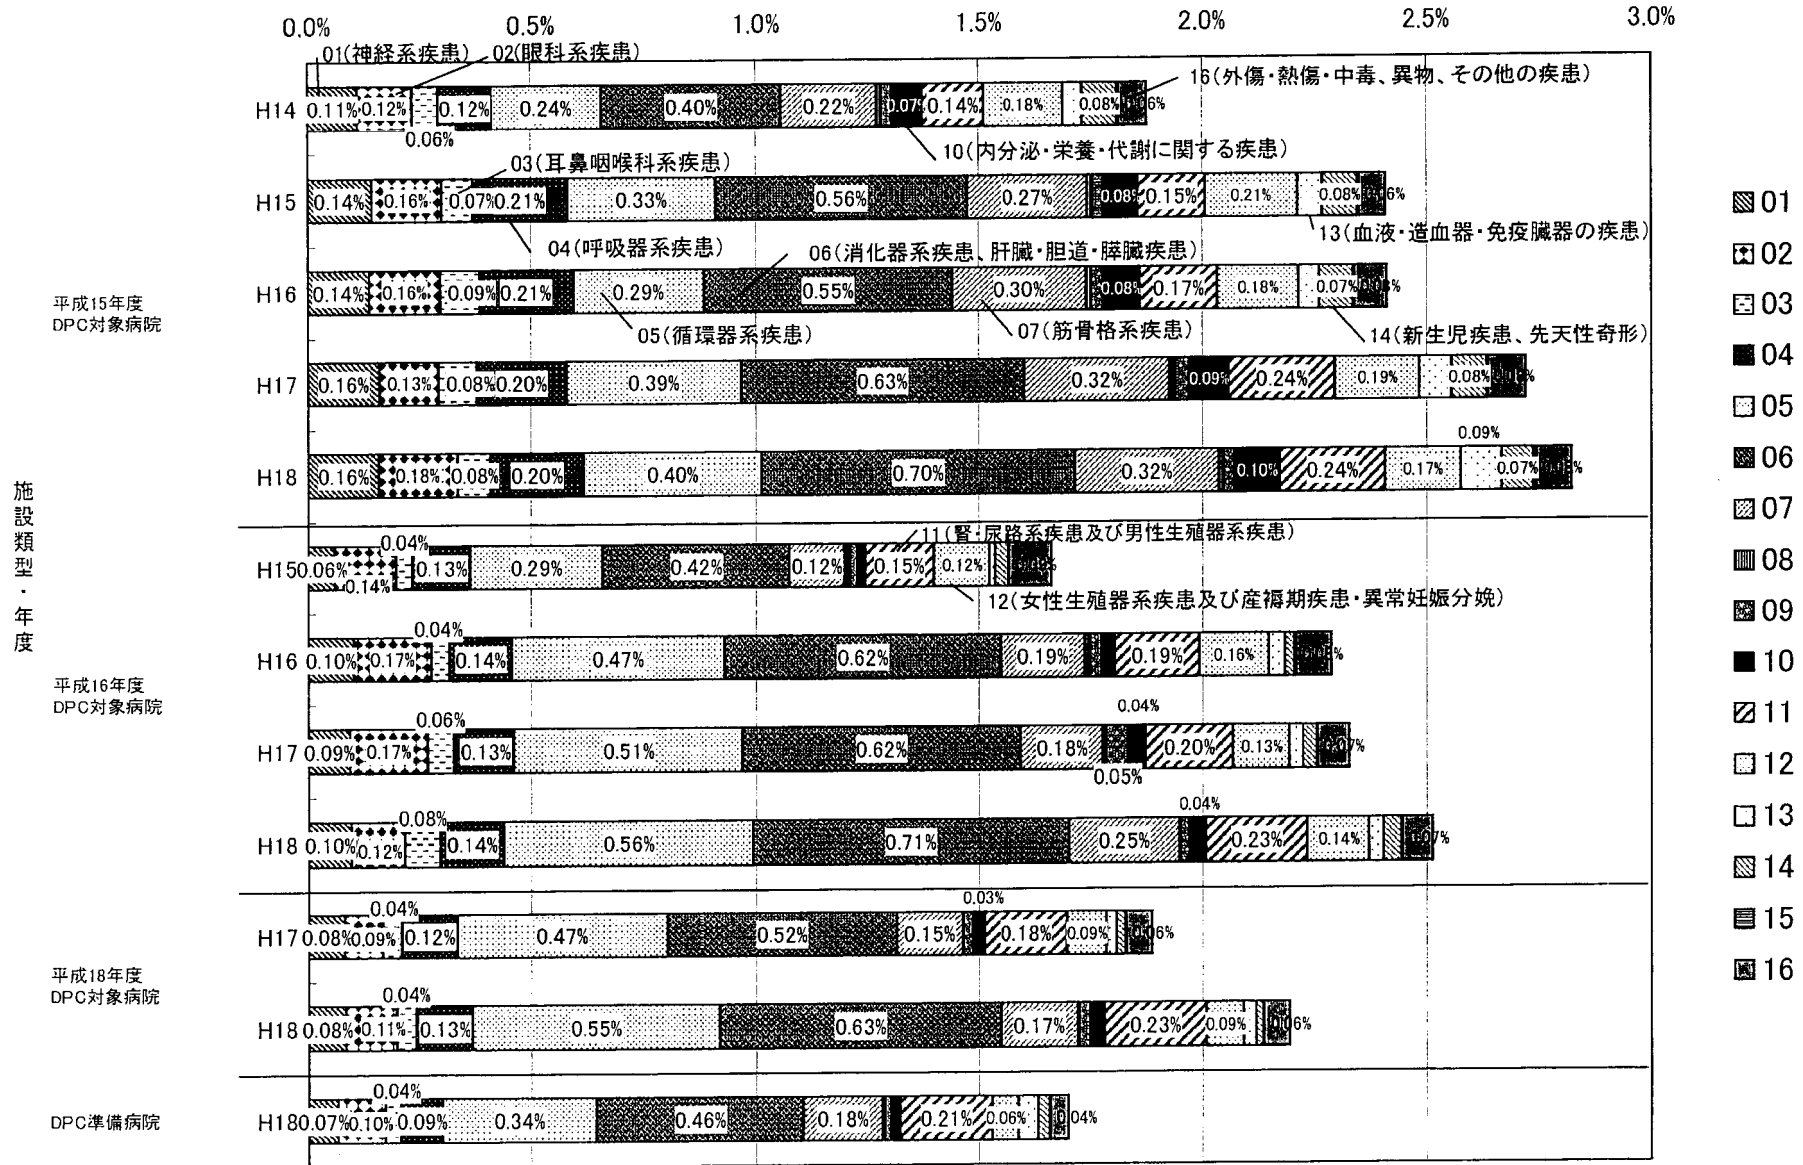 0.0% 0.5% 1.0% 1.5% 2.0% 2.5% 3.0%
01(神経系疾患) 02(眼科系疾患)
16(外傷・熱傷・中毒、異物、その他の疾患)
H14 0.11% 0.12% 0.12% 0.24% 0.40% 0.22% 0.07% 0.14% 0.18% 0.08%
0.06%
10(内分泌・栄養・代謝に関する疾患)
03(耳鼻咽喉科系疾患)
H15 0.14% 0.16% 0.07% 0.21% 0.33% 0.56% 0.27% 0.08% 0.15% 0.21% 0.08%
13(血液・造血器・免疫臓器の疾患)
04(呼吸器系疾患) 06(消化器系疾患、肝臓・胆道・膵臓疾患)
平成15年度
DPC対象病院
H16 0.14% 0.16% 0.09% 0.21% 0.29% 0.55% 0.30% 0.08% 0.17% 0.18% 0.07%
05(循環器系疾患) 07(筋骨格系疾患) 14(新生児疾患、先天性奇形)
H17 0.16% 0.13% 0.08% 0.20% 0.39% 0.63% 0.32% 0.09% 0.24% 0.19% 0.08%
0.09%
H18 0.16% 0.18% 0.08% 0.20% 0.40% 0.70% 0.32% 0.10% 0.24% 0.17% 0.07%
施設類型・年度
0.04% 11(腎・尿路系疾患及び男性生殖器系疾患)
H15 0.06% 0.14% 0.13% 0.29% 0.42% 0.12% 0.15% 0.12%
12(女性生殖器系疾患及び産褥期疾患・異常妊娠分娩)
0.04%
H16 0.10% 0.17% 0.14% 0.47% 0.62% 0.19% 0.19% 0.16%
平成16年度
DPC対象病院
0.06% 0.04%
H17 0.09% 0.17% 0.13% 0.51% 0.62% 0.18% 0.20% 0.13% 0.07%
0.05%
0.08% 0.04%
H18 0.10% 0.12% 0.14% 0.56% 0.71% 0.25% 0.23% 0.14% 0.07%
0.04% 0.03%
H17 0.08% 0.09% 0.12% 0.47% 0.52% 0.15% 0.18% 0.09% 0.06%
平成18年度
DPC対象病院
0.04%
H18 0.08% 0.11% 0.13% 0.55% 0.63% 0.17% 0.23% 0.09% 0.06%
0.04%
DPC準備病院
H18 0.07% 0.10% 0.09% 0.34% 0.46% 0.18% 0.21% 0.06% 0.04%
01
02
03
04
05
06
07
08
09
10
11
12
13
14
15
16